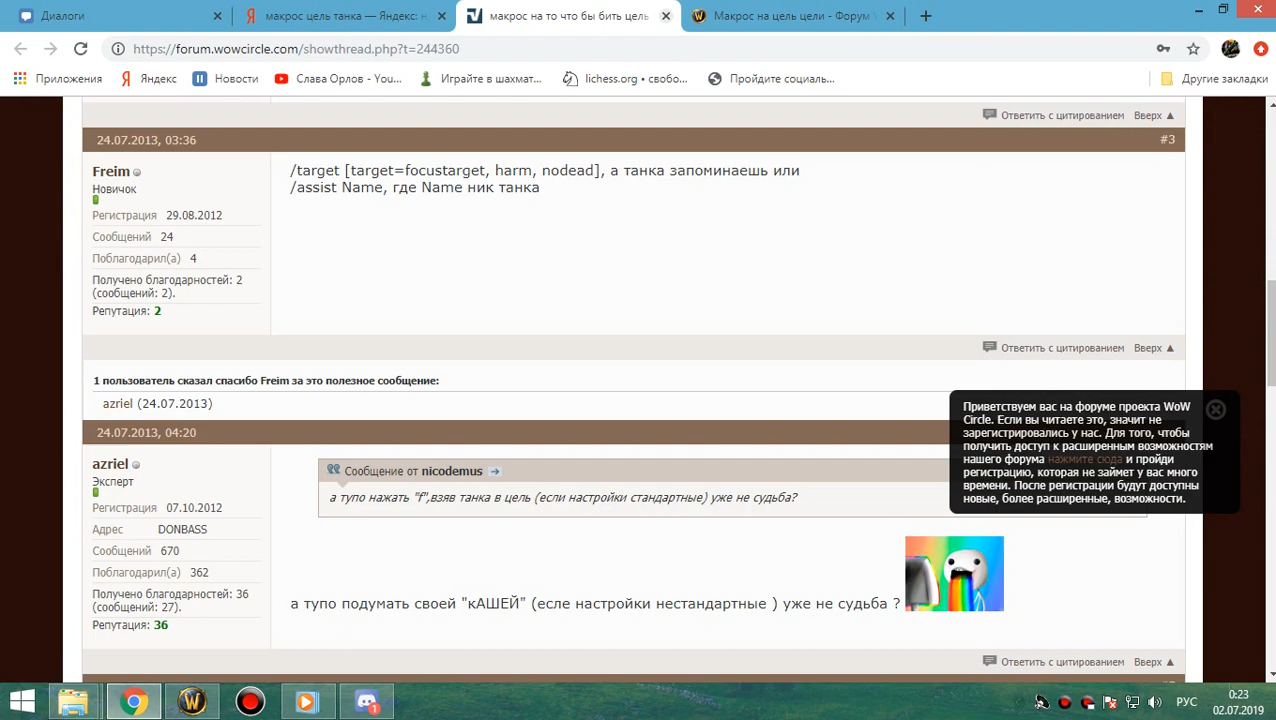 Диалоги
макрос цель танка — Яндекс: н
макрос на то что бы бить цель
Макрос на цель цели - Форум
https://forum.wowcircle.com/showthread.php?t=244360
Приложения
Яндекс
Новости
Слава Орлов - You...
Играйте в шахмат...
lichess.org • свобо...
Пройдите социаль...
Другие закладки
Ответить с цитированием Вверх ▲
24.07.2013, 03:36
#3
Freim
Новичок
Регистрация 29.08.2012
Сообщений 24
Поблагодарил(а) 4
Получено благодарностей: 2
(сообщений: 2).
Репутация: 2
/target [target=focustarget, harm, nodead], а танка запоминаешь или
/assist Name, где Name ник танка
Ответить с цитированием Вверх ▲
1 пользователь сказал cпасибо Freim за это полезное сообщение:
azriel (24.07.2013)
24.07.2013, 04:20
azriel
Эксперт
Регистрация 07.10.2012
Адрес DONBASS
Сообщений 670
Поблагодарил(а) 362
Получено благодарностей: 36
(сообщений: 27).
Репутация: 36
Сообщение от nicodemus
а тупо нажать "f",взяв танка в цель (если настройки стандартные) уже не судьба?
а тупо подумать своей "кАШЕЙ" (есле настройки нестандартные ) уже не судьба ?
Ответить с цитированием Вверх ▲
Приветствуем вас на форуме проекта WoW
Circle. Если вы читаете это, значит не
зарегистрировались у нас. Для того, чтобы
получить доступ к расширенным возможностям
нашего форума нажмите сюда и пройди
регистрацию, которая не займет у вас много
времени. После регистрации будут доступны
новые, более расширенные, возможности.
РУС
0:23
02.07.2019